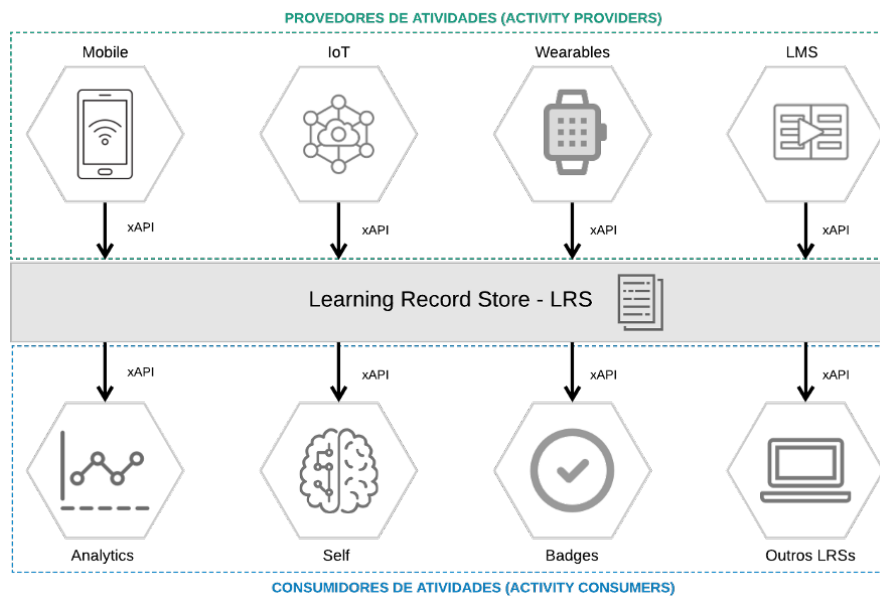 PROVEDORES DE ATIVIDADES (ACTIVITY PROVIDERS)
Mobile IoT Wearables LMS
xAPI xAPI xAPI xAPI
Learning Record Store - LRS
xAPI xAPI xAPI xAPI
Analytics Self Badges Outros LRSs
CONSUMIDORES DE ATIVIDADES (ACTIVITY CONSUMERS)